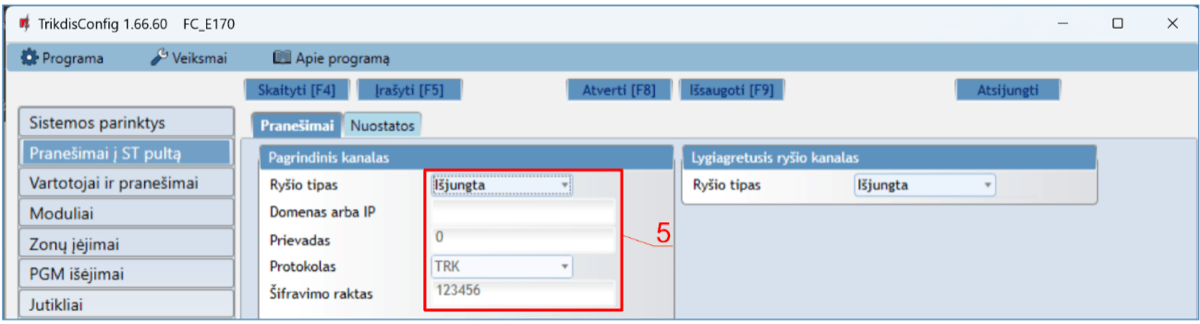 TrikdisConfig 1.66.60 FC_E170
Programa Veiksmai Apie programą
Skaityti [F4] Įrašyti [F5] Atverti [F8] Išsaugoti [F9] Atsijungti
Sistemos parinktys
Pranešimai į ST pultą
Vartotojai ir pranešimai
Moduliai
Zonų įėjimai
PGM išėjimai
Jutikliai
Pranešimai Nuostatos
Pagrindinis kanalas
Ryšio tipas Išjungta
Domenas arba IP
Prievadas 0
Protokolas TRK
Šifravimo raktas 123456
5
Lygiagretusis ryšio kanalas
Ryšio tipas Išjungta